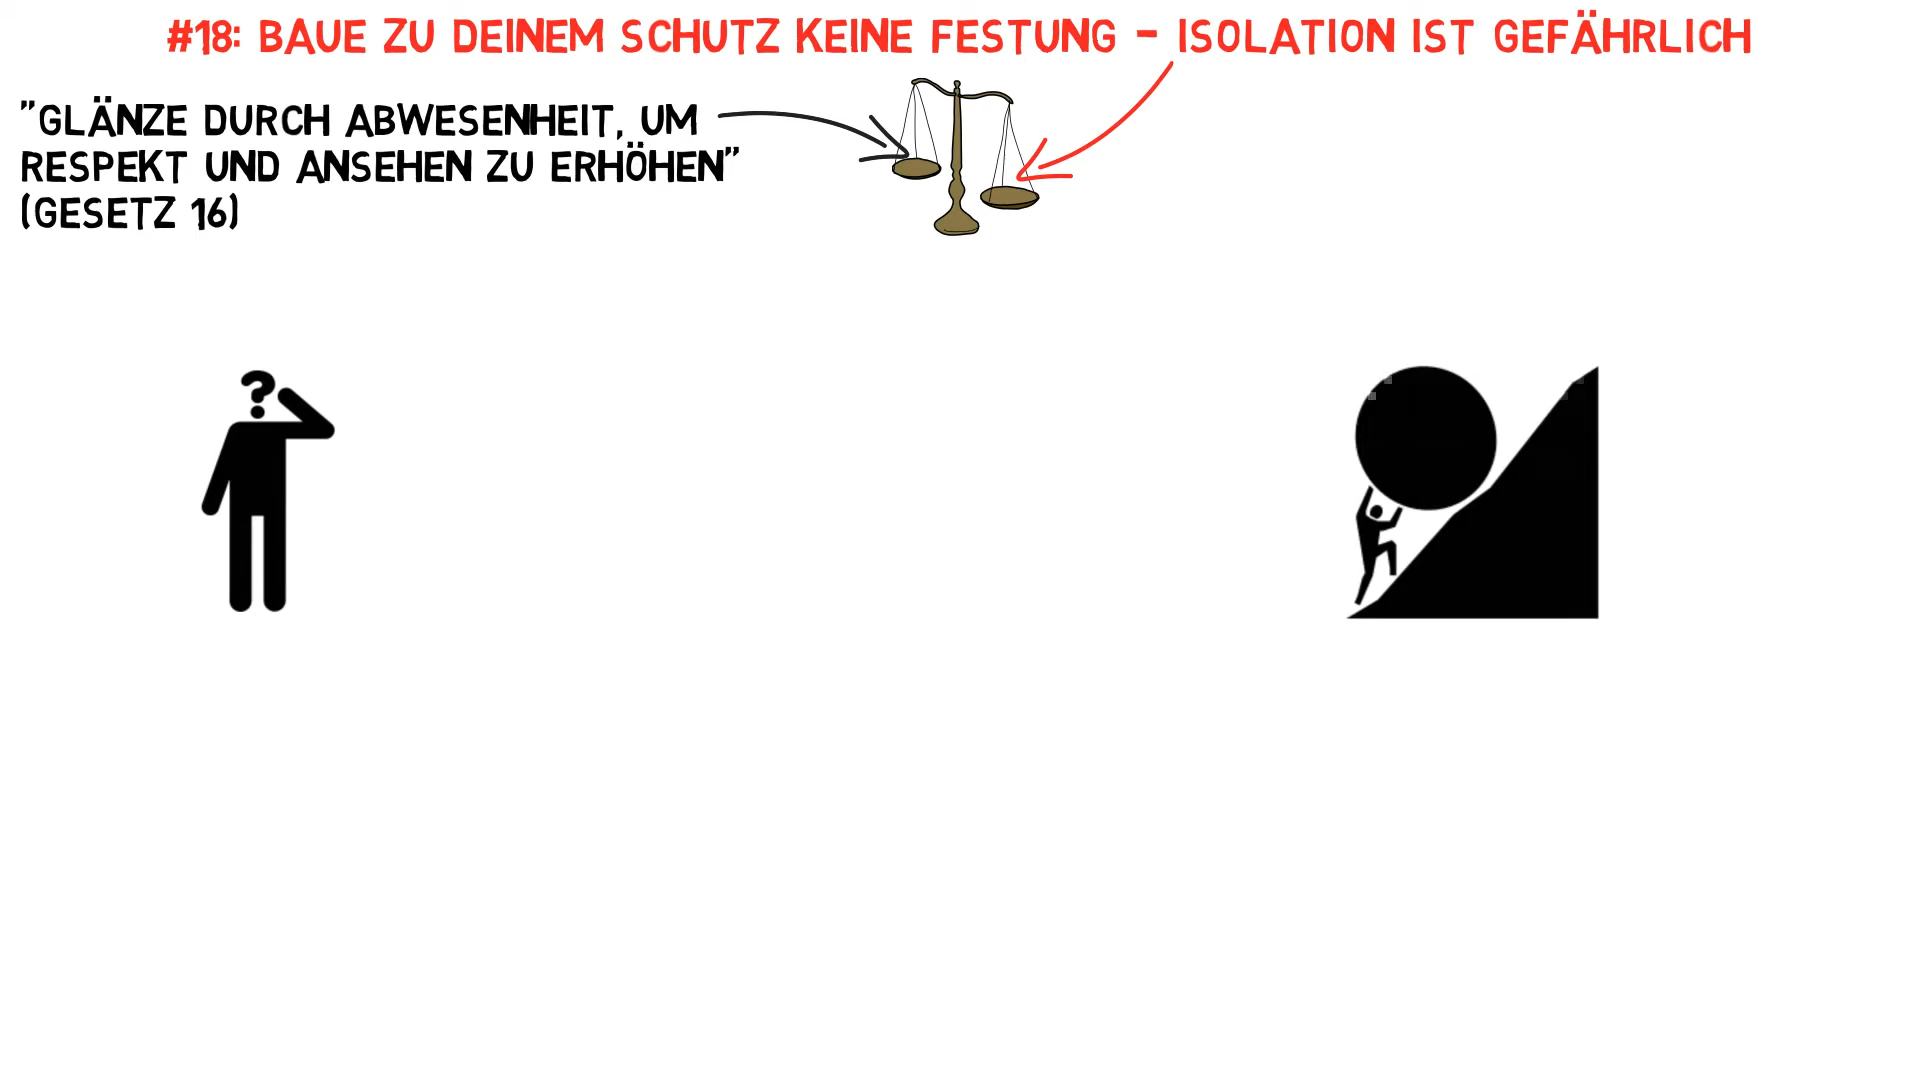 #18: BAUE ZU DEINEM SCHUTZ KEINE FESTUNG - ISOLATION IST GEFÄHRLICH
"GLÄNZE DURCH ABWESENHEIT, UM
RESPEKT UND ANSEHEN ZU ERHÖHEN"
(GESETZ 16)
?